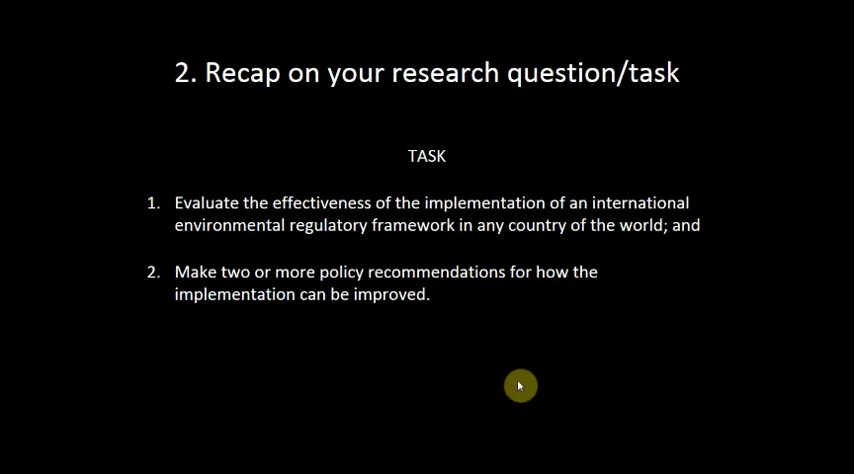 2. Recap on your research question/task
TASK
1. Evaluate the effectiveness of the implementation of an international
environmental regulatory framework in any country of the world; and
2. Make two or more policy recommendations for how the
implementation can be improved.